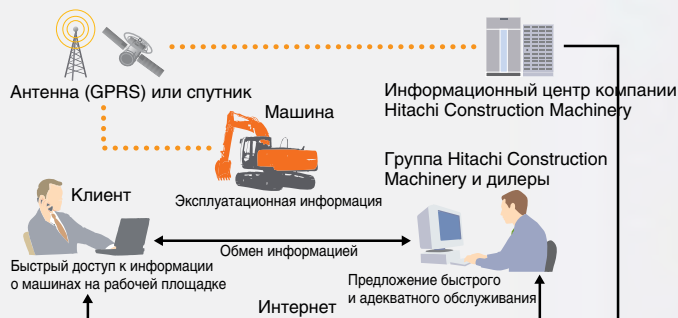 Антенна (GPRS) или спутник
Информационный центр компании
Hitachi Construction Machinery
Машина
Группа Hitachi Construction
Machinery и дилеры
Эксплуатационная информация
Клиент
Обмен информацией
Быстрый доступ к информации
о машинах на рабочей площадке
Предложение быстрого
и адекватного обслуживания
Интернет